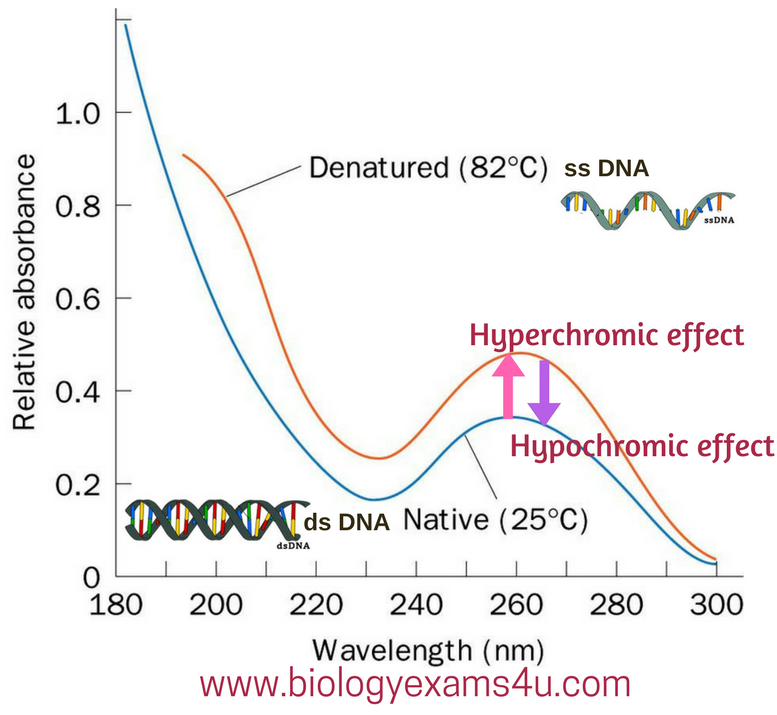 1.0
0.8
0.6
0.4
0.2
0
Relative absorbance
Denatured (82°C)
ss DNA
ssDNA
Hyperchromic effect
Hypochromic effect
ds DNA
dsDNA
Native (25°C)
180 200 220 240 260 280 300
Wavelength (nm)
www.biologyexams4u.com